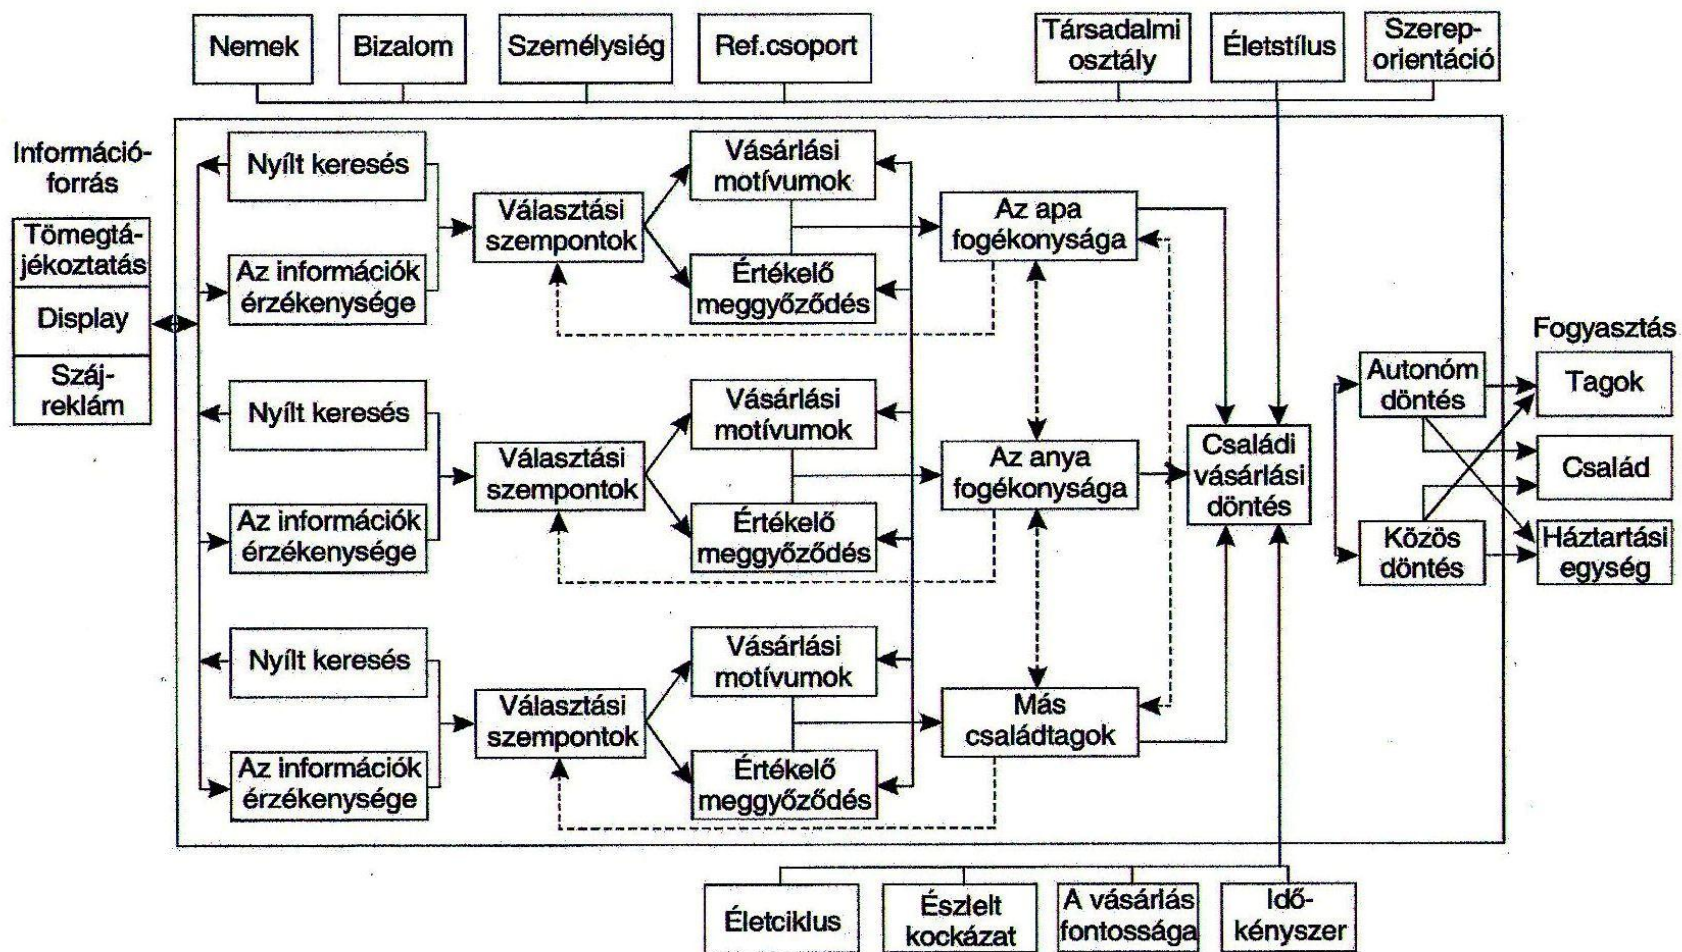 Nemek
Bizalom
Személysiég
Ref.csoport
Társadalmi
osztály
Életstílus
Szerep-
orientáció
Információ-
forrás
Tömegtá-
jékoztatás
Display
Száj-
reklám
Nyílt keresés
Az információk
érzékenysége
Választási
szempontok
Vásárlási
motívumok
Értékelő
meggyőződés
Az apa
fogékonysága
Nyílt keresés
Az információk
érzékenysége
Választási
szempontok
Vásárlási
motívumok
Értékelő
meggyőződés
Az anya
fogékonysága
Nyílt keresés
Az információk
érzékenysége
Választási
szempontok
Vásárlási
motívumok
Értékelő
meggyőződés
Más
családtagok
Családi
vásárlási
döntés
Autonóm
döntés
Közös
döntés
Fogyasztás
Tagok
Család
Háztartási
egység
Életciklus
Észlelt
kockázat
A vásárlás
fontossága
Idő-
kényszer